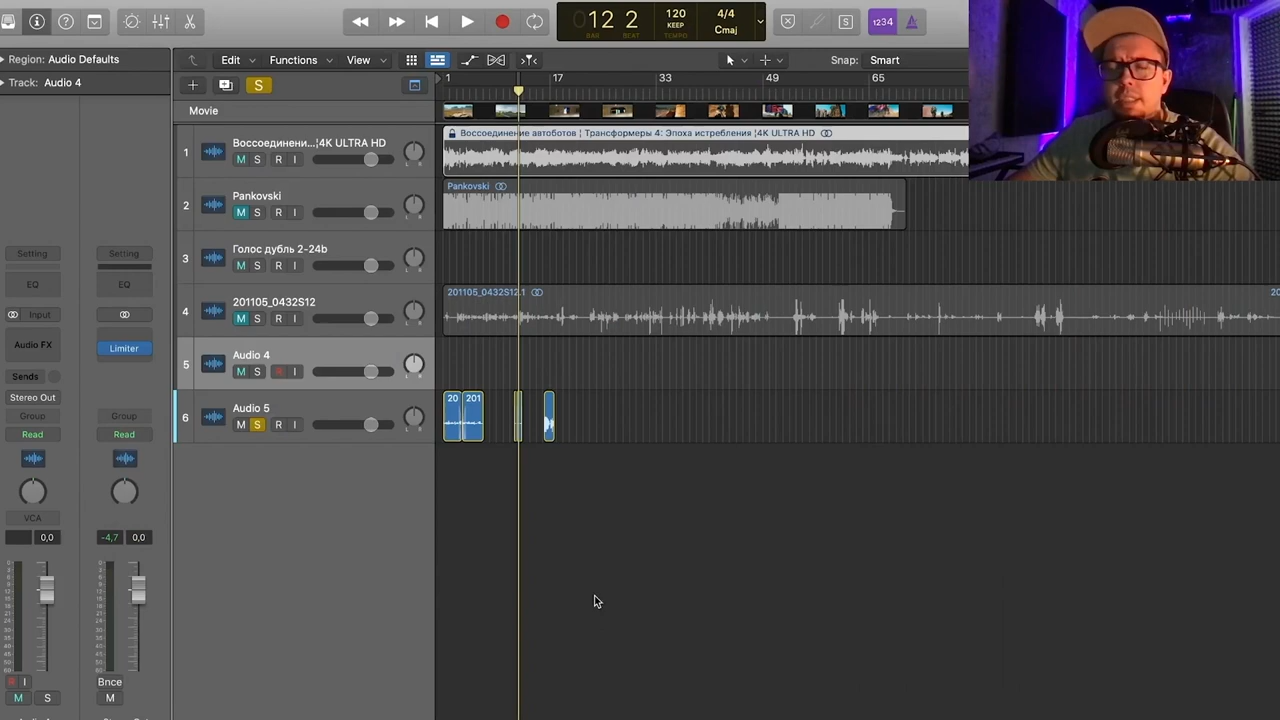 12 2
BAR BEAT
120
KEEP
TEMPO
4/4
Cmaj
S
1234
Region: Audio Defaults
Edit Functions View Snap: Smart
Track: Audio 4
S
1 17 33 49 65
Movie
1 Воссоединени...¦4K ULTRA HD
M S R I
L R
Воссоединение автоботов ¦ Трансформеры 4: Эпоха истребления ¦4K ULTRA HD
2 Pankovski
M S R I
L R
Pankovski
3 Голос дубль 2-24b
M S R I
L R
4 201105_0432S12
M S R I
L R
201105_0432S12.1 20
5 Audio 4
M S R I
L R
6 Audio 5
M S R I
L R
20 201
Setting Setting
EQ EQ
Input
Audio FX Limiter
Sends
Stereo Out
Group Group
Read Read
VCA
0,0 -4,7 0,0
R I Bnce
M S M